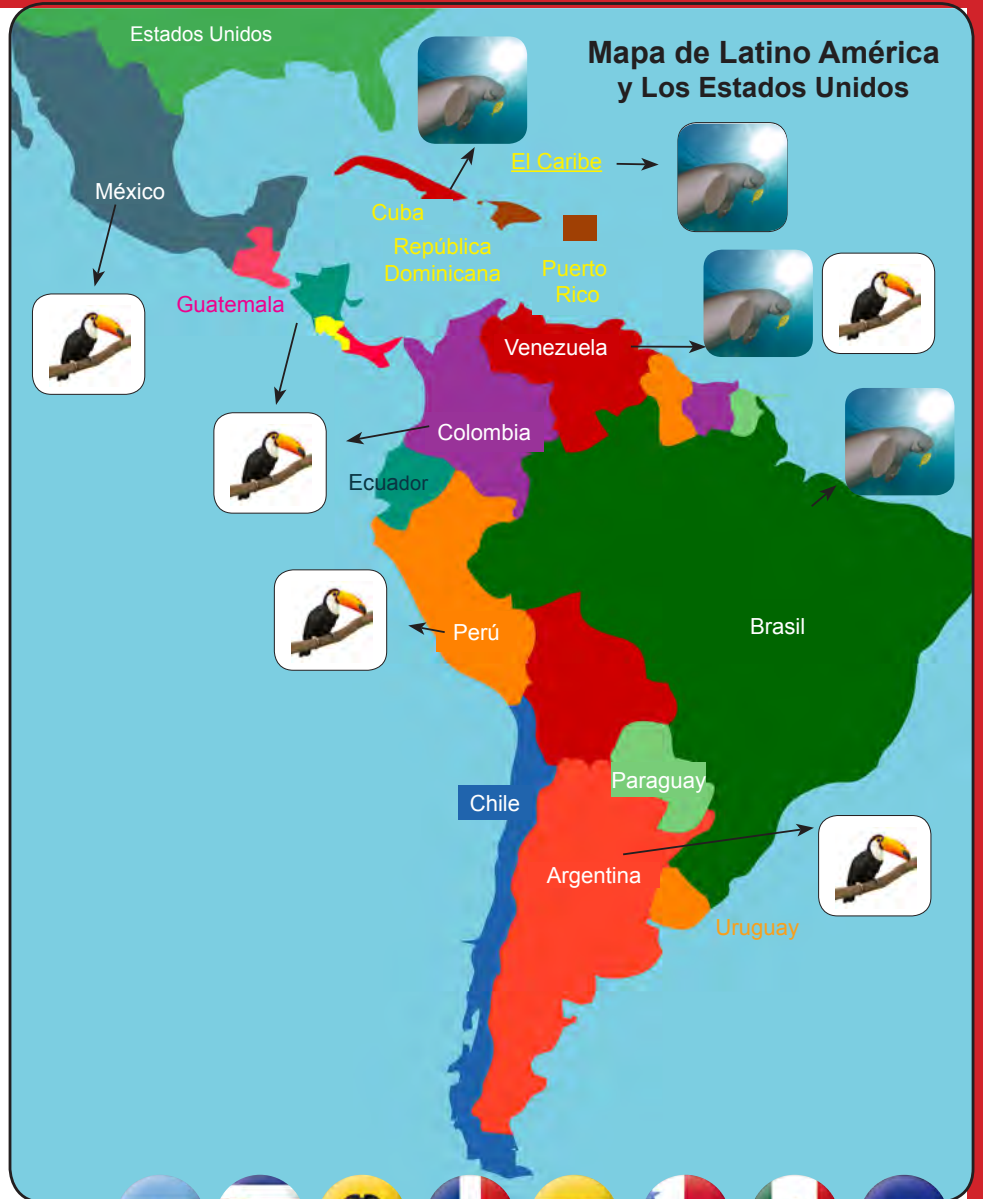 Estados Unidos
Mapa de Latino América
y Los Estados Unidos
El Caribe
México
Cuba
República
Dominicana
Puerto
Rico
Guatemala
Venezuela
Colombia
Ecuador
Perú
Brasil
Paraguay
Chile
Argentina
Uruguay